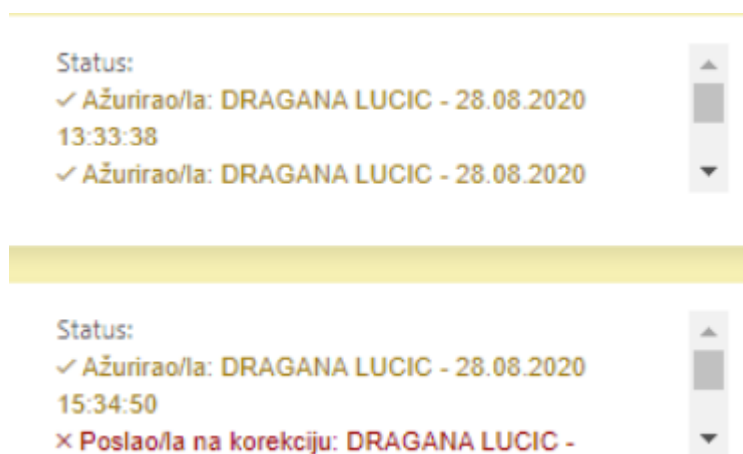 Status:
✓ Ažurirao/la: DRAGANA LUCIC - 28.08.2020
13:33:38
✓ Ažurirao/la: DRAGANA LUCIC - 28.08.2020
Status:
✓ Ažurirao/la: DRAGANA LUCIC - 28.08.2020
15:34:50
× Poslao/la na korekciju: DRAGANA LUCIC -